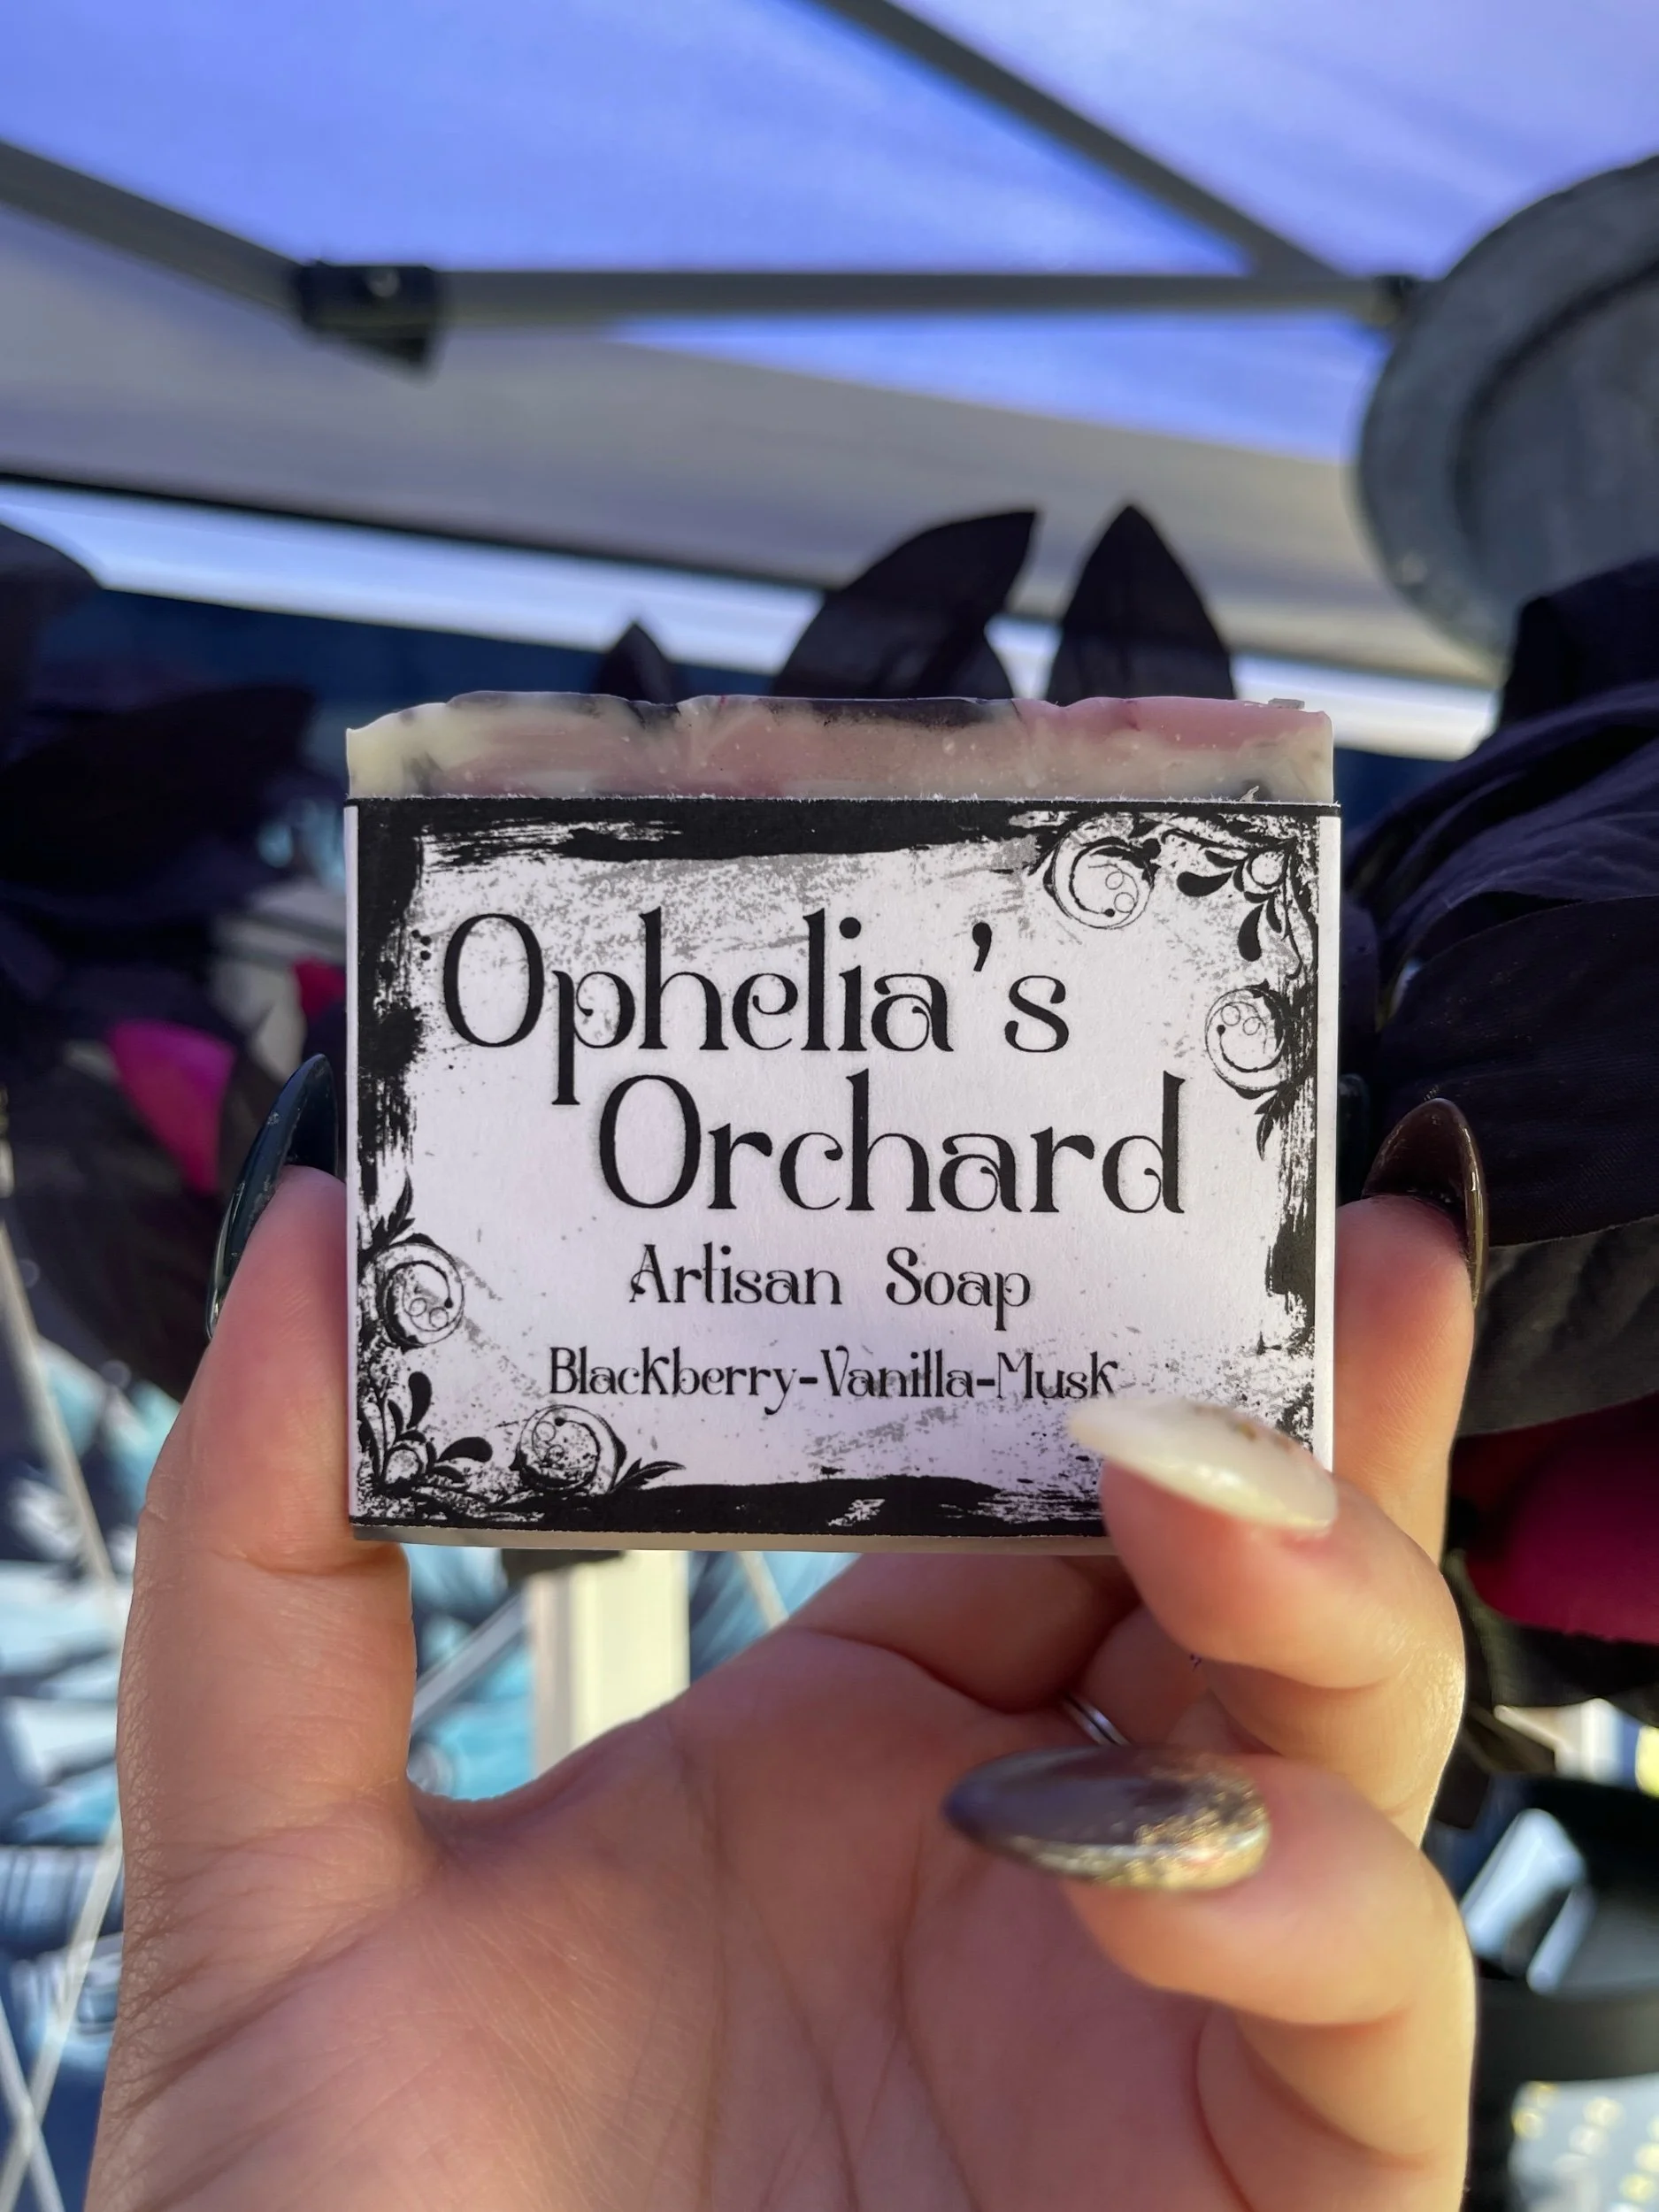 Ophelia's
Orchard
Artisan Soap
Blackberry-Vanilla-Musk